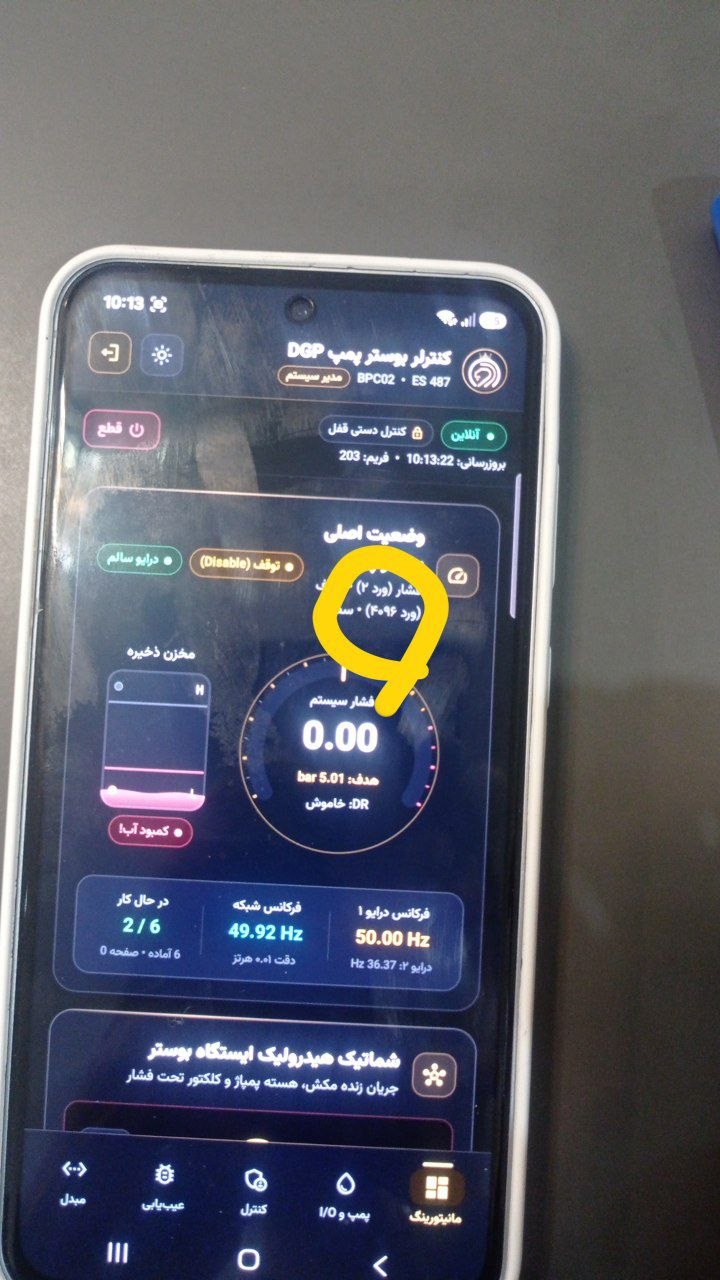 10:13
کنترلر بوستر پمپ DGP
BPC02 • ES 487 مدیر سیستم
آنلاین
کنترل دستی قفل
قطع
بروزرسانی: 10:13:22 • فریم: 203
وضعیت اصلی
توقف (Disable)
درایو سالم
فشار (ورد ۲)
(ورد ۴۰۹۶) •
مخزن ذخیره
H
کمبود آب!
فشار سیستم
0.00
هدف: 5.01 bar
DR: خاموش
فرکانس درایو ۱
50.00 Hz
درایو ۲: 36.37 Hz
فرکانس شبکه
49.92 Hz
دقت ۰.۰۱ هرتز
در حال کار
2 / 6
6 آماده • صفحه 0
شماتیک هیدرولیک ایستگاه بوستر
جریان زنده مکش، هسته پمپاژ و کلکتور تحت فشار
مانیتورینگ
پمپ و I/O
کنترل
عیب‌یابی
مبدل